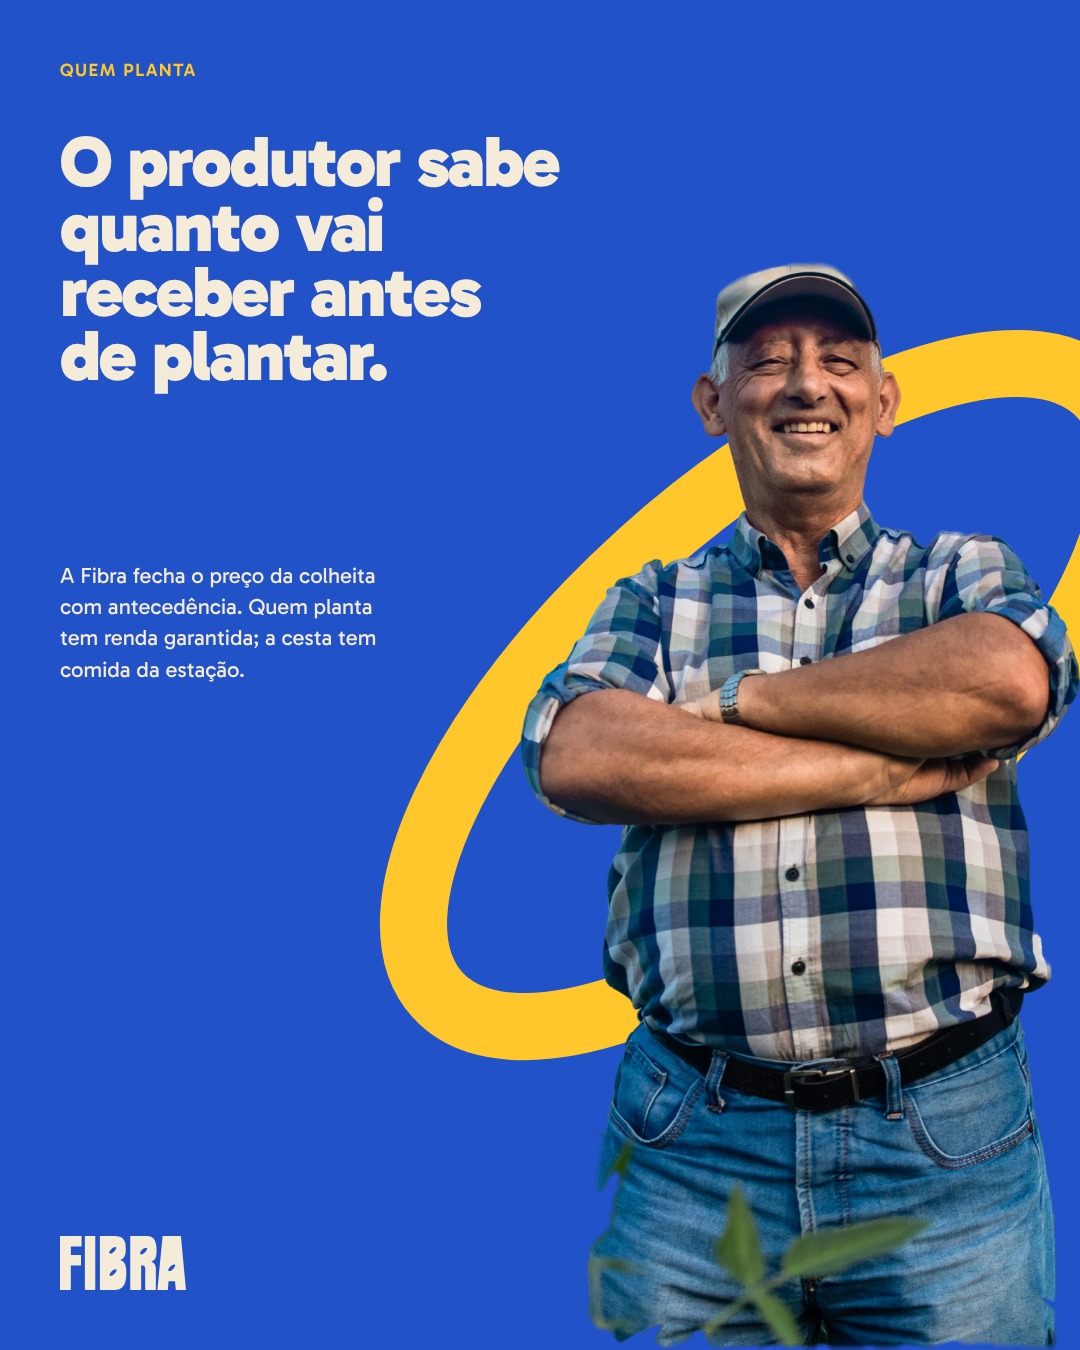 QUEM PLANTA
O produtor sabe
quanto vai
receber antes
de plantar.
A Fibra fecha o preço da colheita
com antecedência. Quem planta
tem renda garantida; a cesta tem
comida da estação.
FIBRA